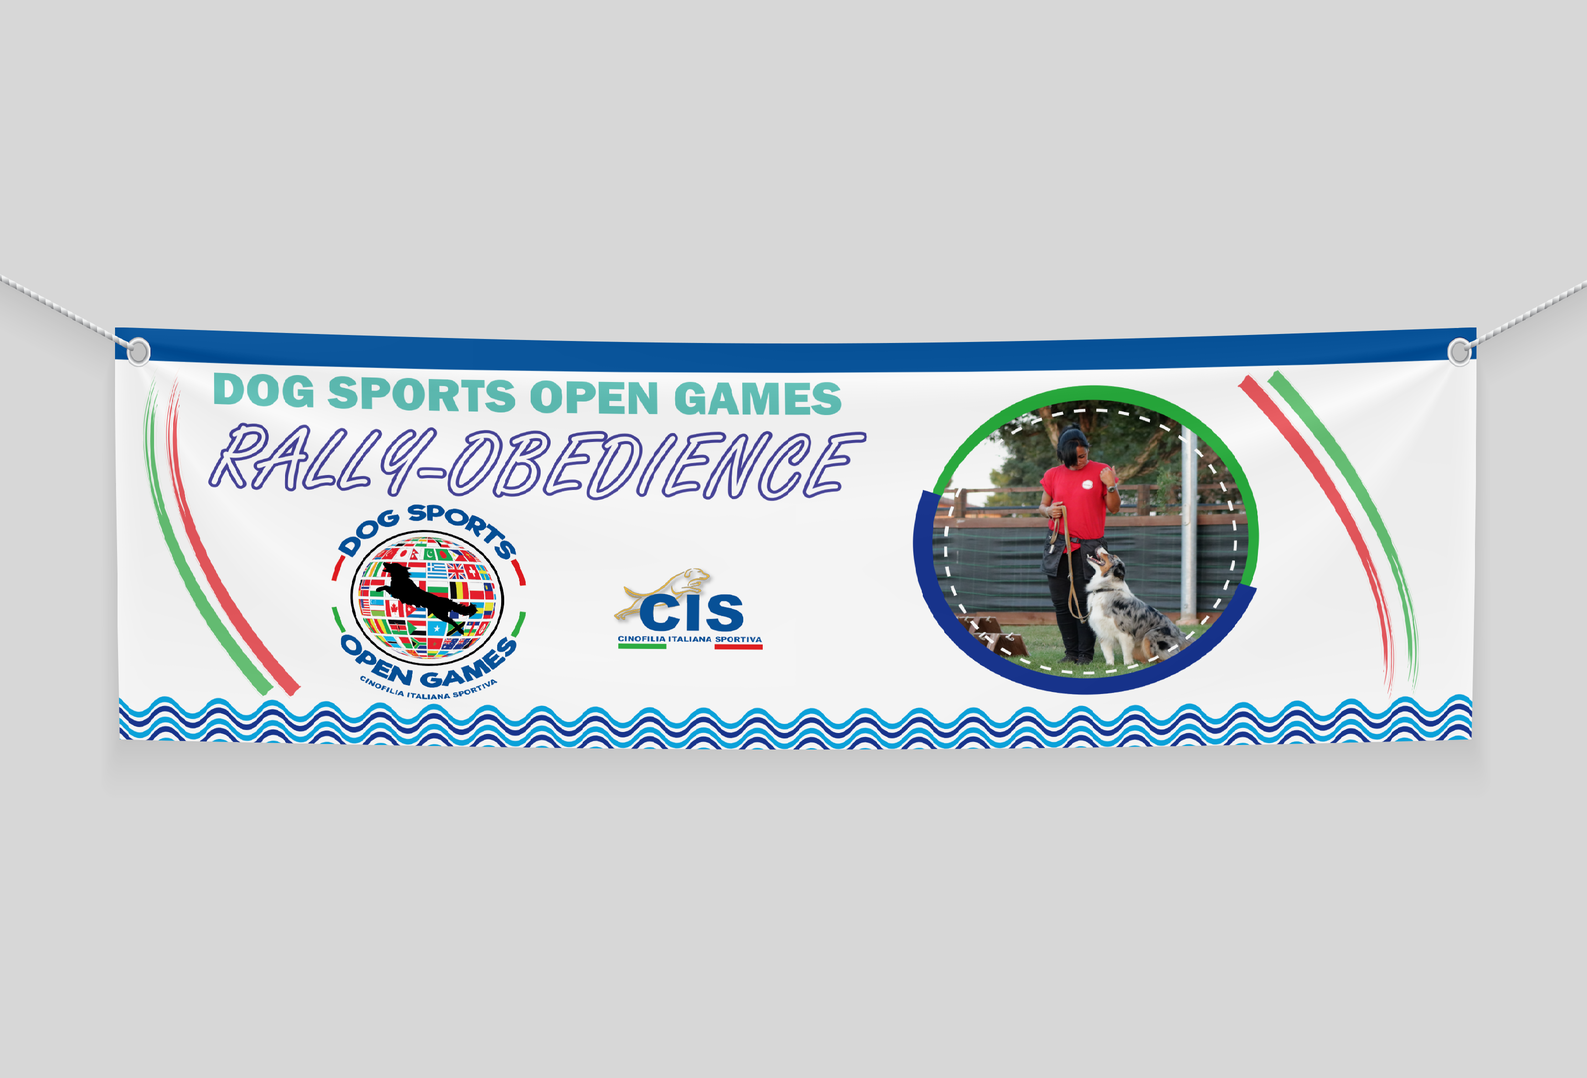 DOG SPORTS OPEN GAMES
RALLY-OBEDIENCE
DOG SPORTS
OPEN GAMES
CINOFILIA ITALIANA SPORTIVA
CIS
CINOFILIA ITALIANA SPORTIVA